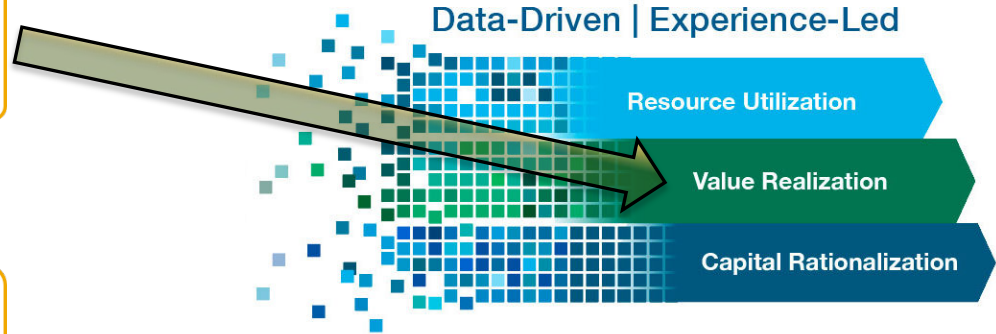 Data-Driven | Experience-Led
Resource Utilization
Value Realization
Capital Rationalization